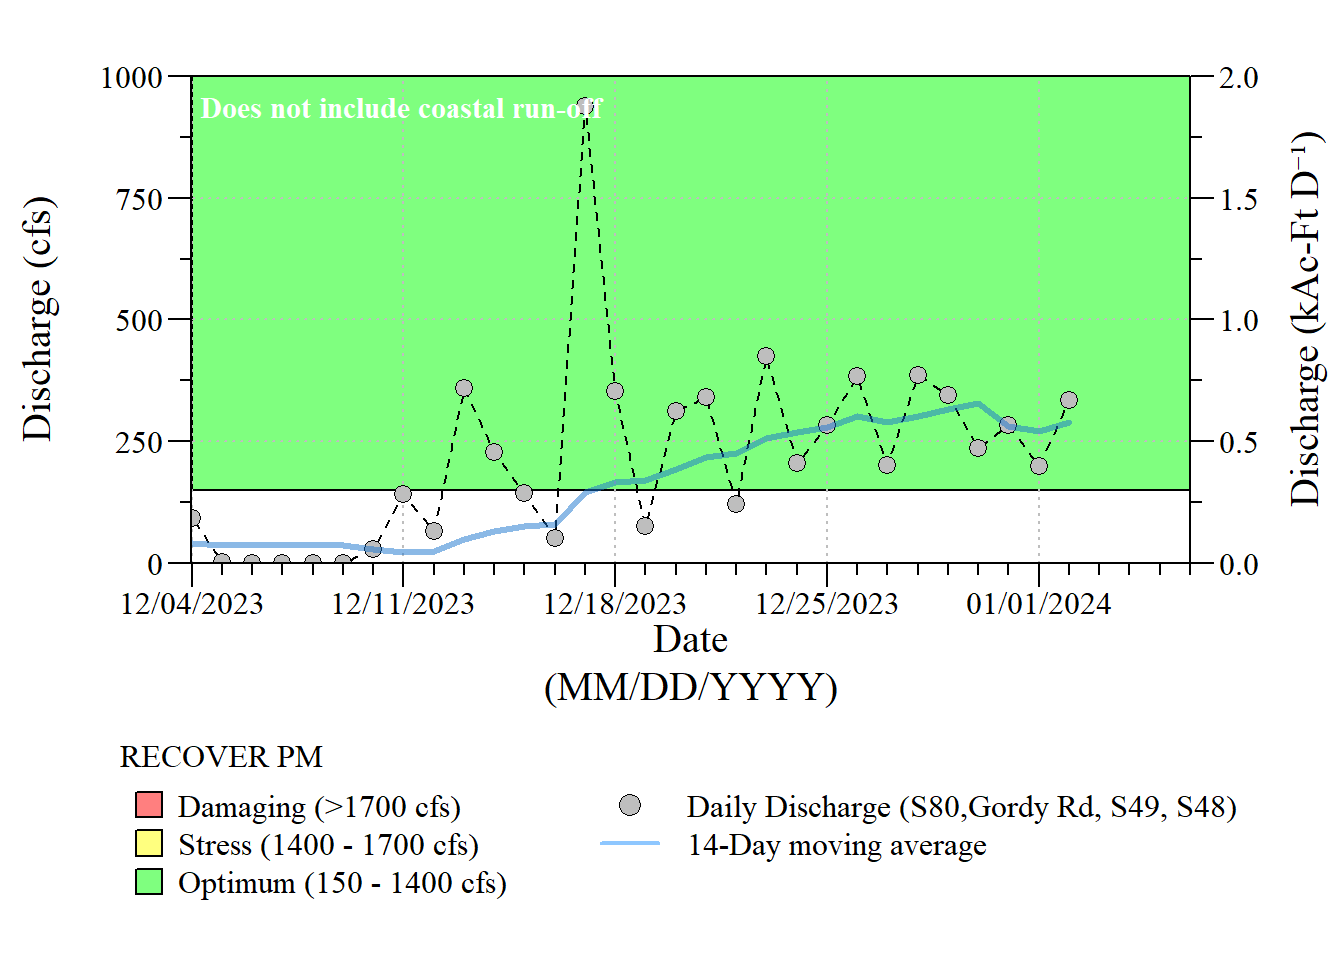 Does not include coastal run-off
1000
750
500
250
0
Discharge (cfs)
2.0
1.5
1.0
0.5
0.0
Discharge (kAc-Ft D⁻¹)
12/04/2023 12/11/2023 12/18/2023 12/25/2023 01/01/2024
Date
(MM/DD/YYYY)
RECOVER PM
Damaging (>1700 cfs)
Stress (1400 - 1700 cfs)
Optimum (150 - 1400 cfs)
Daily Discharge (S80,Gordy Rd, S49, S48)
14-Day moving average